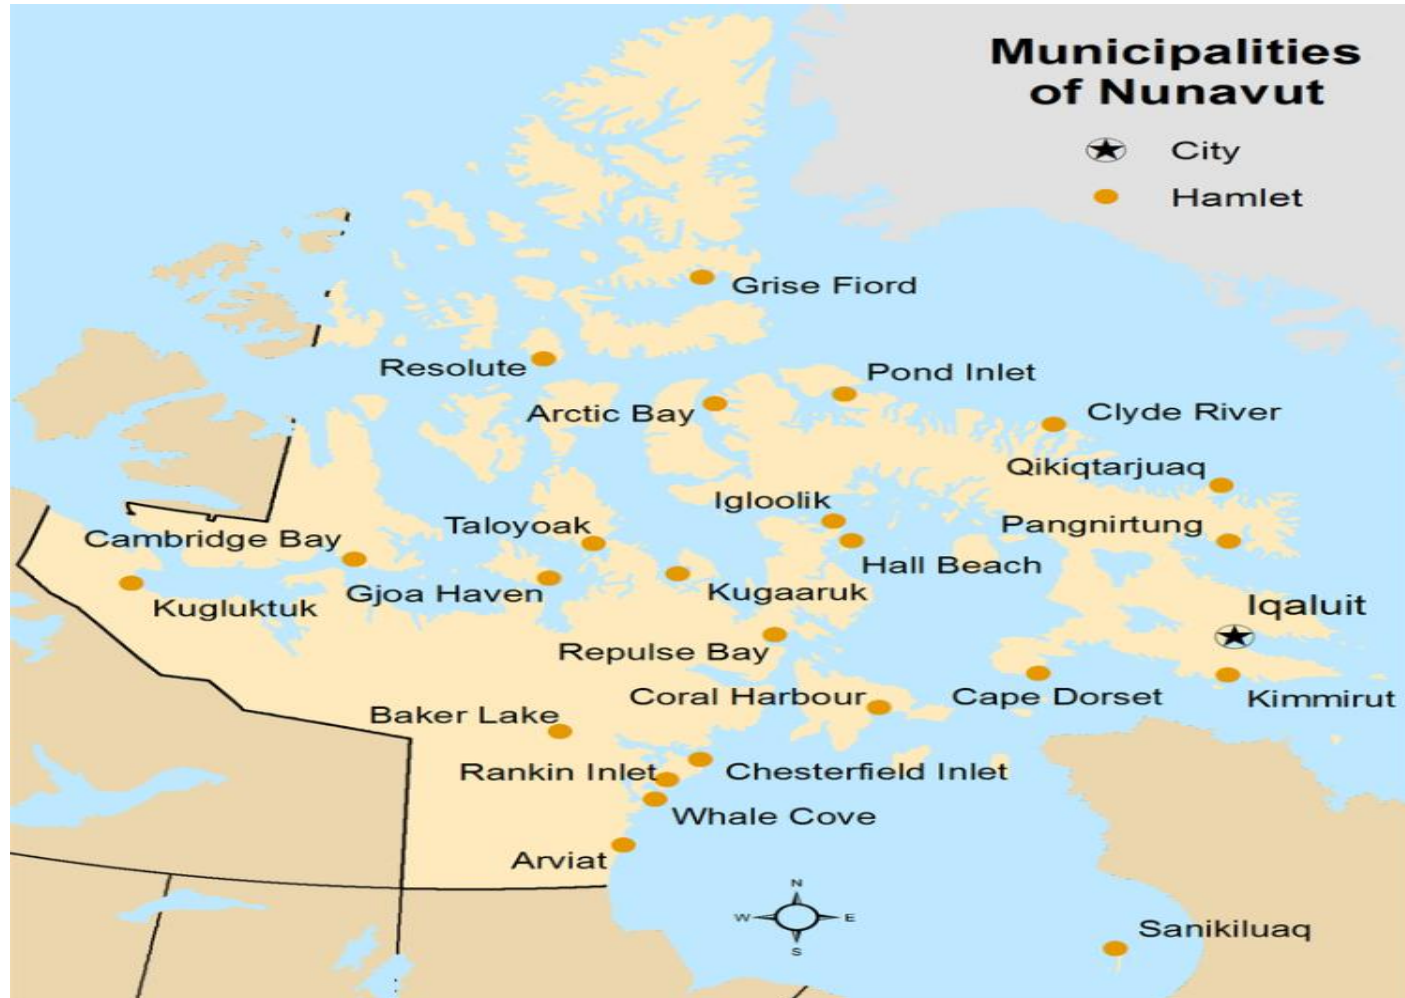 Municipalities
of Nunavut
City
Hamlet
Grise Fiord
Resolute
Pond Inlet
Arctic Bay
Clyde River
Qikiqtarjuaq
Igloolik
Taloyoak
Pangnirtung
Cambridge Bay
Hall Beach
Gjoa Haven
Kugaaruk
Kugluktuk
Iqaluit
Repulse Bay
Coral Harbour
Cape Dorset
Kimmirut
Baker Lake
Rankin Inlet
Chesterfield Inlet
Whale Cove
Arviat
N
W
E
S
Sanikiluaq